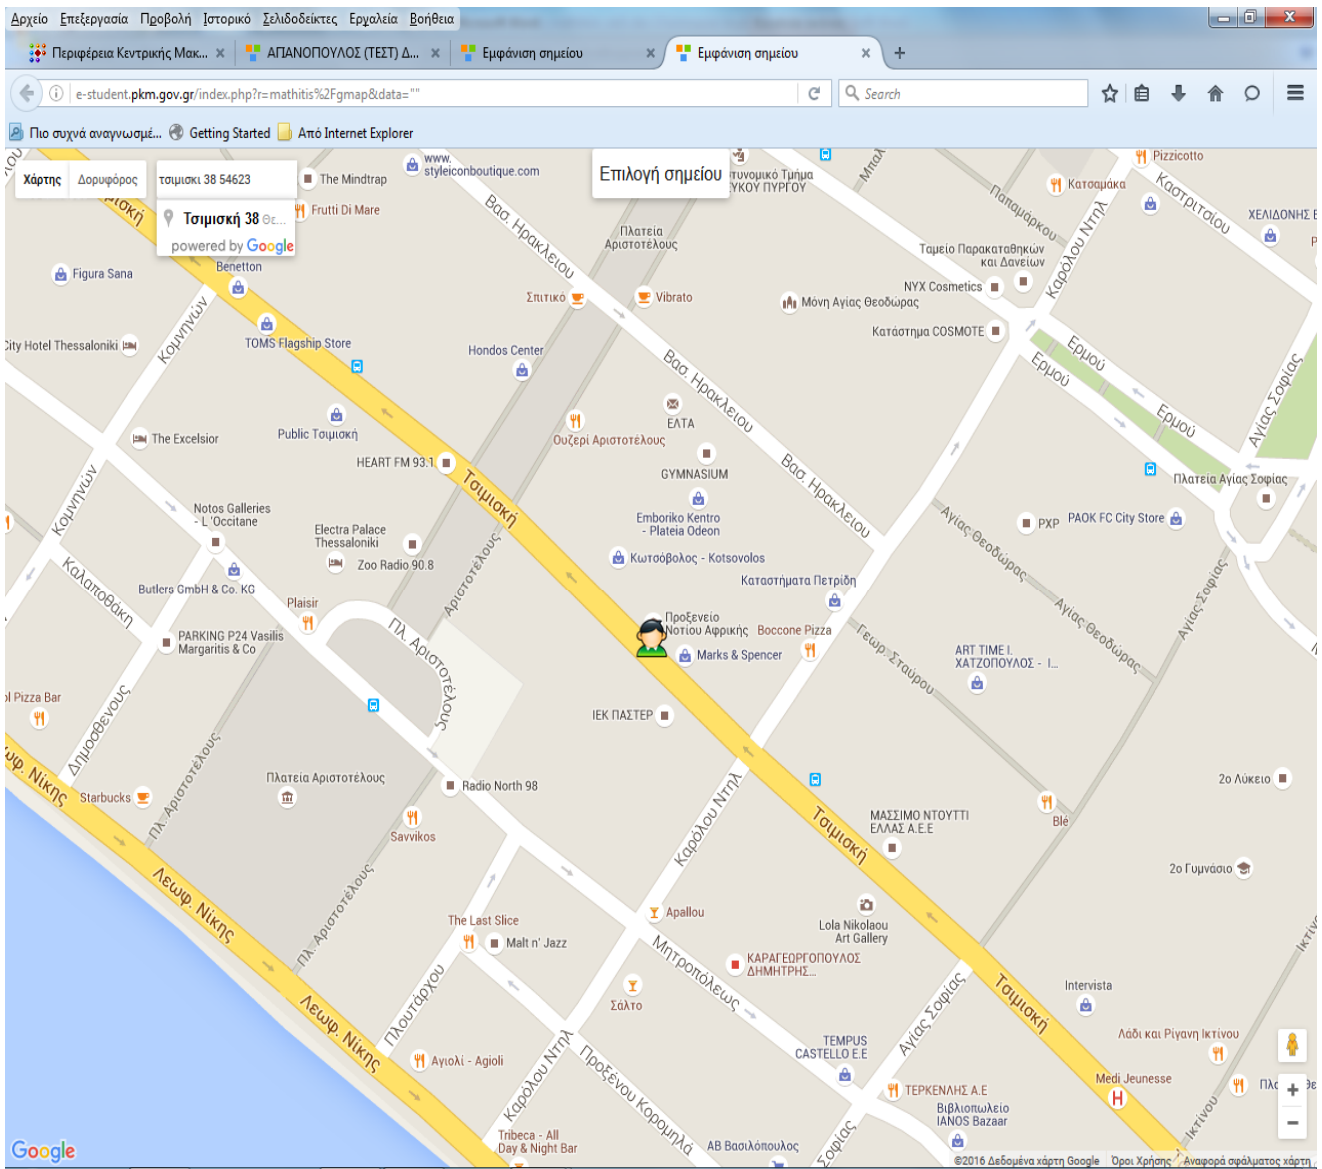 Αρχείο Επεξεργασία Προβολή Ιστορικό Σελιδοδείκτες Εργαλεία Βοήθεια
Περιφέρεια Κεντρικής Μακ... ΑΠΑΝΟΠΟΥΛΟΣ (ΤΕΣΤ) Δ... Εμφάνιση σημείου Εμφάνιση σημείου
e-student.pkm.gov.gr/index.php?r=mathitis%2Fgmap&data="" Search
Πιο συχνά αναγνωσμέ... Getting Started Από Internet Explorer
Χάρτης Δορυφόρος
τσιμισκι 38 54623
Τσιμισκή 38 Θε...
powered by Google
Επιλογή σημείου
The Mindtrap
www.
styleiconboutique.com
Frutti Di Mare
Pizzicotto
Κατσαμάκα
Καστριτσίου
Παπαμάρκου
Πλατεία
Αριστοτέλους
Ταμείο Παρακαταθηκών
και Δανείων
Figura Sana
Benetton
Βασ. Ηρακλείου
Καρόλου Ντηλ
Σπιτικό
Vibrato
Μόνη Αγίας Θεοδώρας
NYX Cosmetics
Κατάστημα COSMOTE
City Hotel Thessaloniki
Κομνηνών
TOMS Flagship Store
Hondos Center
Βασ. Ηρακλείου
Ερμού
Ερμού
Ερμού
Αγίας Σοφίας
The Excelsior
Public Τσιμισκή
Ουζερί Αριστοτέλους
ΕΛΤΑ
HEART FM 93.1
GYMNASIUM
Τσιμισκή
Βασ. Ηρακλείου
Πλατεία Αγίας Σοφίας
Κομνηνών
Notos Galleries
- L 'Occitane
Electra Palace
Thessaloniki
Zoo Radio 90.8
Emboriko Kentro
- Plateia Odeon
Κωτσόβολος - Kotsovolos
Καταστήματα Πετρίδη
PXP
PAOK FC City Store
Αγίας Θεοδώρας
Αγίας Θεοδώρας
Αγίας Σοφίας
Αριστοτέλους
Καλαποθάκη
Butlers GmbH & Co. KG
Plaisir
Πλ. Αριστοτέλους
PARKING P24 Vasilis
Margaritis & Co
Προξενείο
Νοτίου Αφρικής
Boccone Pizza
Marks & Spencer
Γεωρ. Σταύρου
ART TIME I.
ΧΑΤΖΟΠΟΥΛΟΣ - Ι...
ol Pizza Bar
Δημοσθένους
ΙΕΚ ΠΑΣΤΕΡ
Λεωφ. Νίκης
Starbucks
Πλ. Αριστοτέλους
Πλατεία Αριστοτέλους
Radio North 98
Savvikos
Καρόλου Ντηλ
Τσιμισκή
ΜΑΣΣΙΜΟ ΝΤΟΥΤΤΙ
ΕΛΛΑΣ Α.Ε.Ε
Blé
2ο Λύκειο
2ο Γυμνάσιο
Λεωφ. Νίκης
Πλ. Αριστοτέλους
The Last Slice
Malt n' Jazz
Apallou
Lola Nikolaou
Art Gallery
ΚΑΡΑΓΕΩΡΓΟΠΟΥΛΟΣ
ΔΗΜΗΤΡΗΣ...
Μητροπόλεως
Σάλτο
Τσιμισκή
Intervista
Λεωφ. Νίκης
Πλουτάρχου
Αγίας Σοφίας
Λάδι και Ρίγανη Ικτίνου
Αγιολί - Agioli
Καρόλου Ντηλ
Προξένου Κορομηλά
TEMPUS
CASTELLO E.E
ΤΕΡΚΕΝΛΗΣ Α.Ε
Medi Jeunesse
Βιβλιοπωλείο
IANOS Bazaar
Ικτίνου
Tribeca - All
Day & Night Bar
ΑΒ Βασιλόπουλος
Σοφίας
Google
©2016 Δεδομένα χάρτη Google Όροι Χρήσης Αναφορά σφάλματος χάρτη